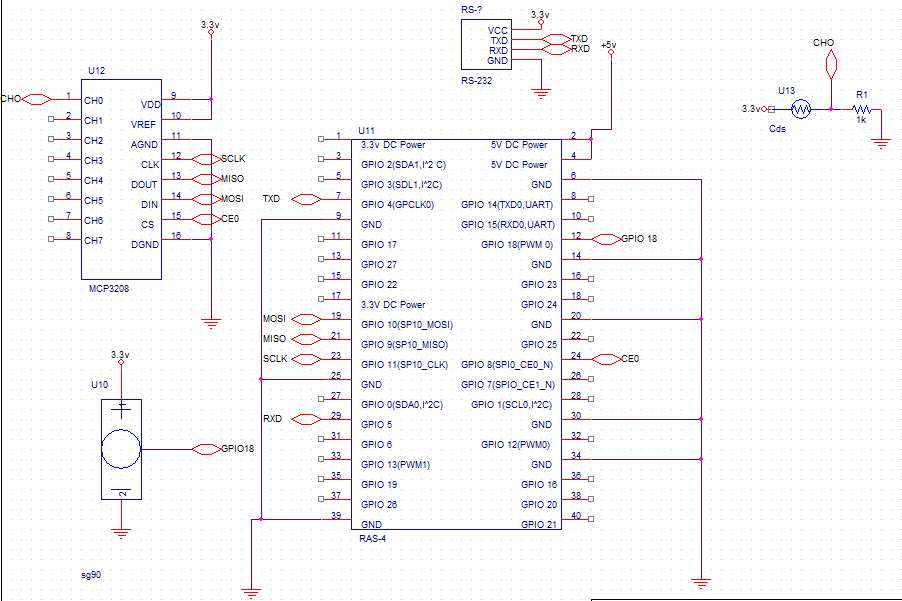 RS-?
3.3v
VCC
TXD
RXD
GND
TXD
RXD
RS-232
+5v
3.3v
U12
CHO
1 CH0
2 CH1
3 CH2
4 CH3
5 CH4
6 CH5
7 CH6
8 CH7
VDD 9
VREF 10
AGND 11
CLK 12 SCLK
DOUT 13 MISO
DIN 14 MOSI
CS 15 CE0
DGND 16
MCP3208
CHO
U13
3.3v
Cds
R1
1k
U11
1 3.3v DC Power
3 GPIO 2(SDA1,I^2 C)
5 GPIO 3(SDL1,I^2C)
TXD 7 GPIO 4(GPCLK0)
9 GND
11 GPIO 17
13 GPIO 27
15 GPIO 22
17 3.3V DC Power
MOSI 19 GPIO 10(SP10_MOSI)
MISO 21 GPIO 9(SP10_MISO)
SCLK 23 GPIO 11(SP10_CLK)
25 GND
27 GPIO 0(SDA0,I^2C)
RXD 29 GPIO 5
31 GPIO 6
33 GPIO 13(PWM1)
35 GPIO 19
37 GPIO 26
39 GND
5V DC Power 2
5V DC Power 4
GND 6
GPIO 14(TXD0,UART) 8
GPIO 15(RXD0,UART) 10
GPIO 18(PWM 0) 12 GPIO 18
GND 14
GPIO 23 16
GPIO 24 18
GND 20
GPIO 25 22
GPIO 8(SPI0_CE0_N) 24 CE0
GPIO 7(SPIO_CE1_N) 26
GPIO 1(SCL0,I^2C) 28
GND 30
GPIO 12(PWM0) 32
GND 34
GPIO 16 36
GPIO 20 38
GPIO 21 40
RAS-4
3.3v
U10
1
GPIO18
2
sg90